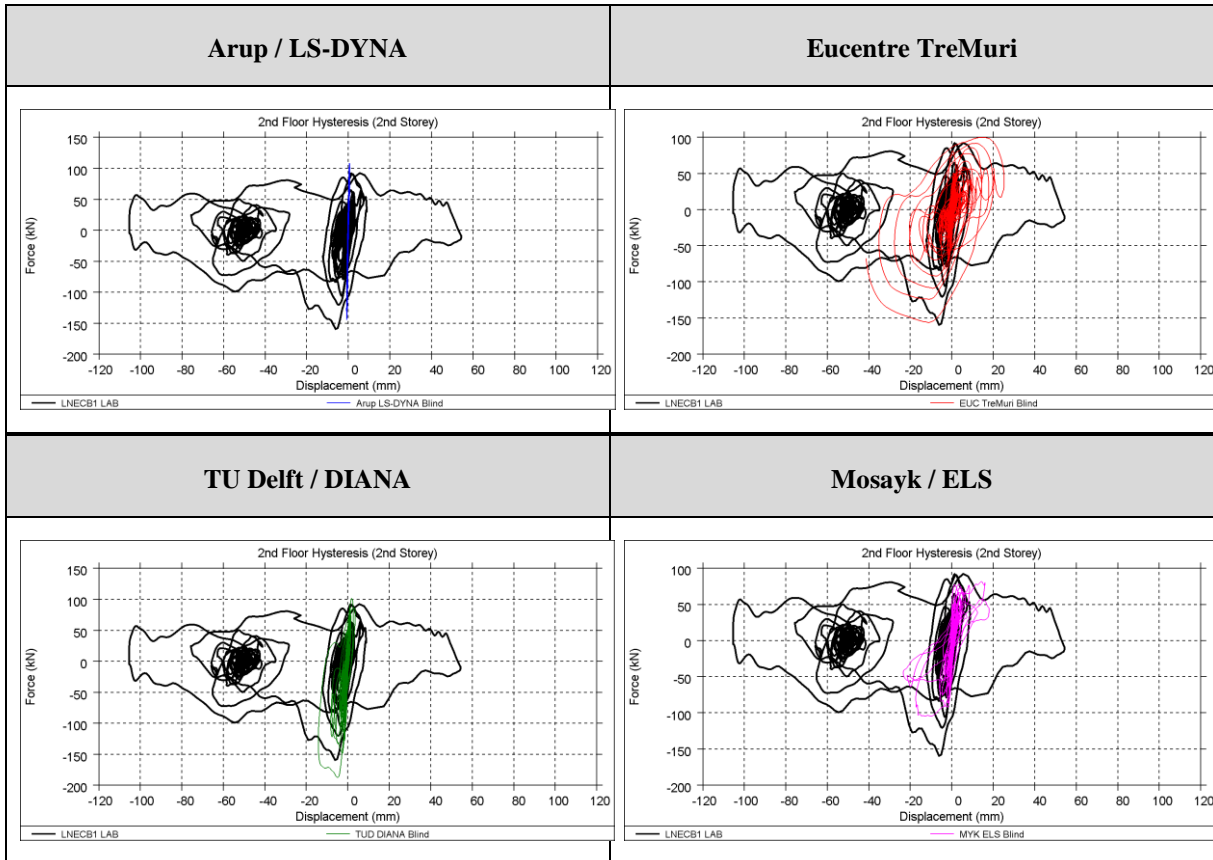 Arup / LS-DYNA
Eucentre TreMuri
2nd Floor Hysteresis (2nd Storey)
150
100
50
0
-50
-100
-150
-200
Force (kN)
-120 -100 -80 -60 -40 -20 0 20 40 60 80 100 120
Displacement (mm)
LNECB1 LAB Arup LS-DYNA Blind
2nd Floor Hysteresis (2nd Storey)
100
50
0
-50
-100
-150
-200
Force (kN)
-120 -100 -80 -60 -40 -20 0 20 40 60 80 100 120
Displacement (mm)
LNECB1 LAB EUC TreMuri Blind
TU Delft / DIANA
Mosayk / ELS
2nd Floor Hysteresis (2nd Storey)
150
100
50
0
-50
-100
-150
-200
Force (kN)
-120 -100 -80 -60 -40 -20 0 20 40 60 80 100 120
Displacement (mm)
LNECB1 LAB TUD DIANA Blind
2nd Floor Hysteresis (2nd Storey)
100
50
0
-50
-100
-150
-200
Force (kN)
-120 -100 -80 -60 -40 -20 0 20 40 60 80 100 120
Displacement (mm)
LNECB1 LAB MYK ELS Blind